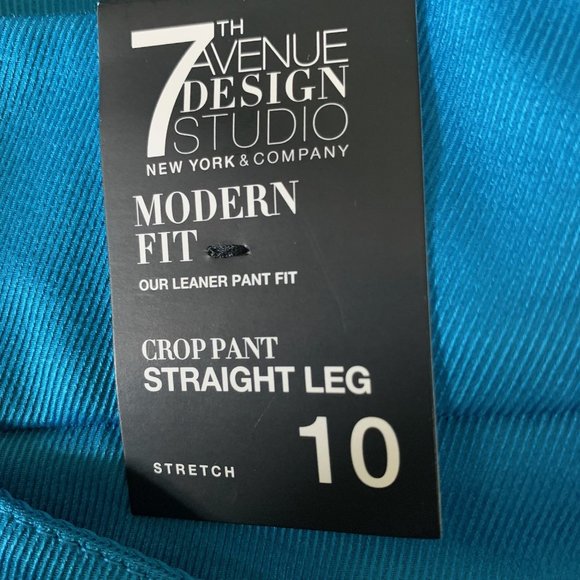 7TH
AVENUE
DESIGN
STUDIO
NEW YORK & COMPANY
MODERN
FIT
OUR LEANER PANT FIT
CROP PANT
STRAIGHT LEG
10
STRETCH